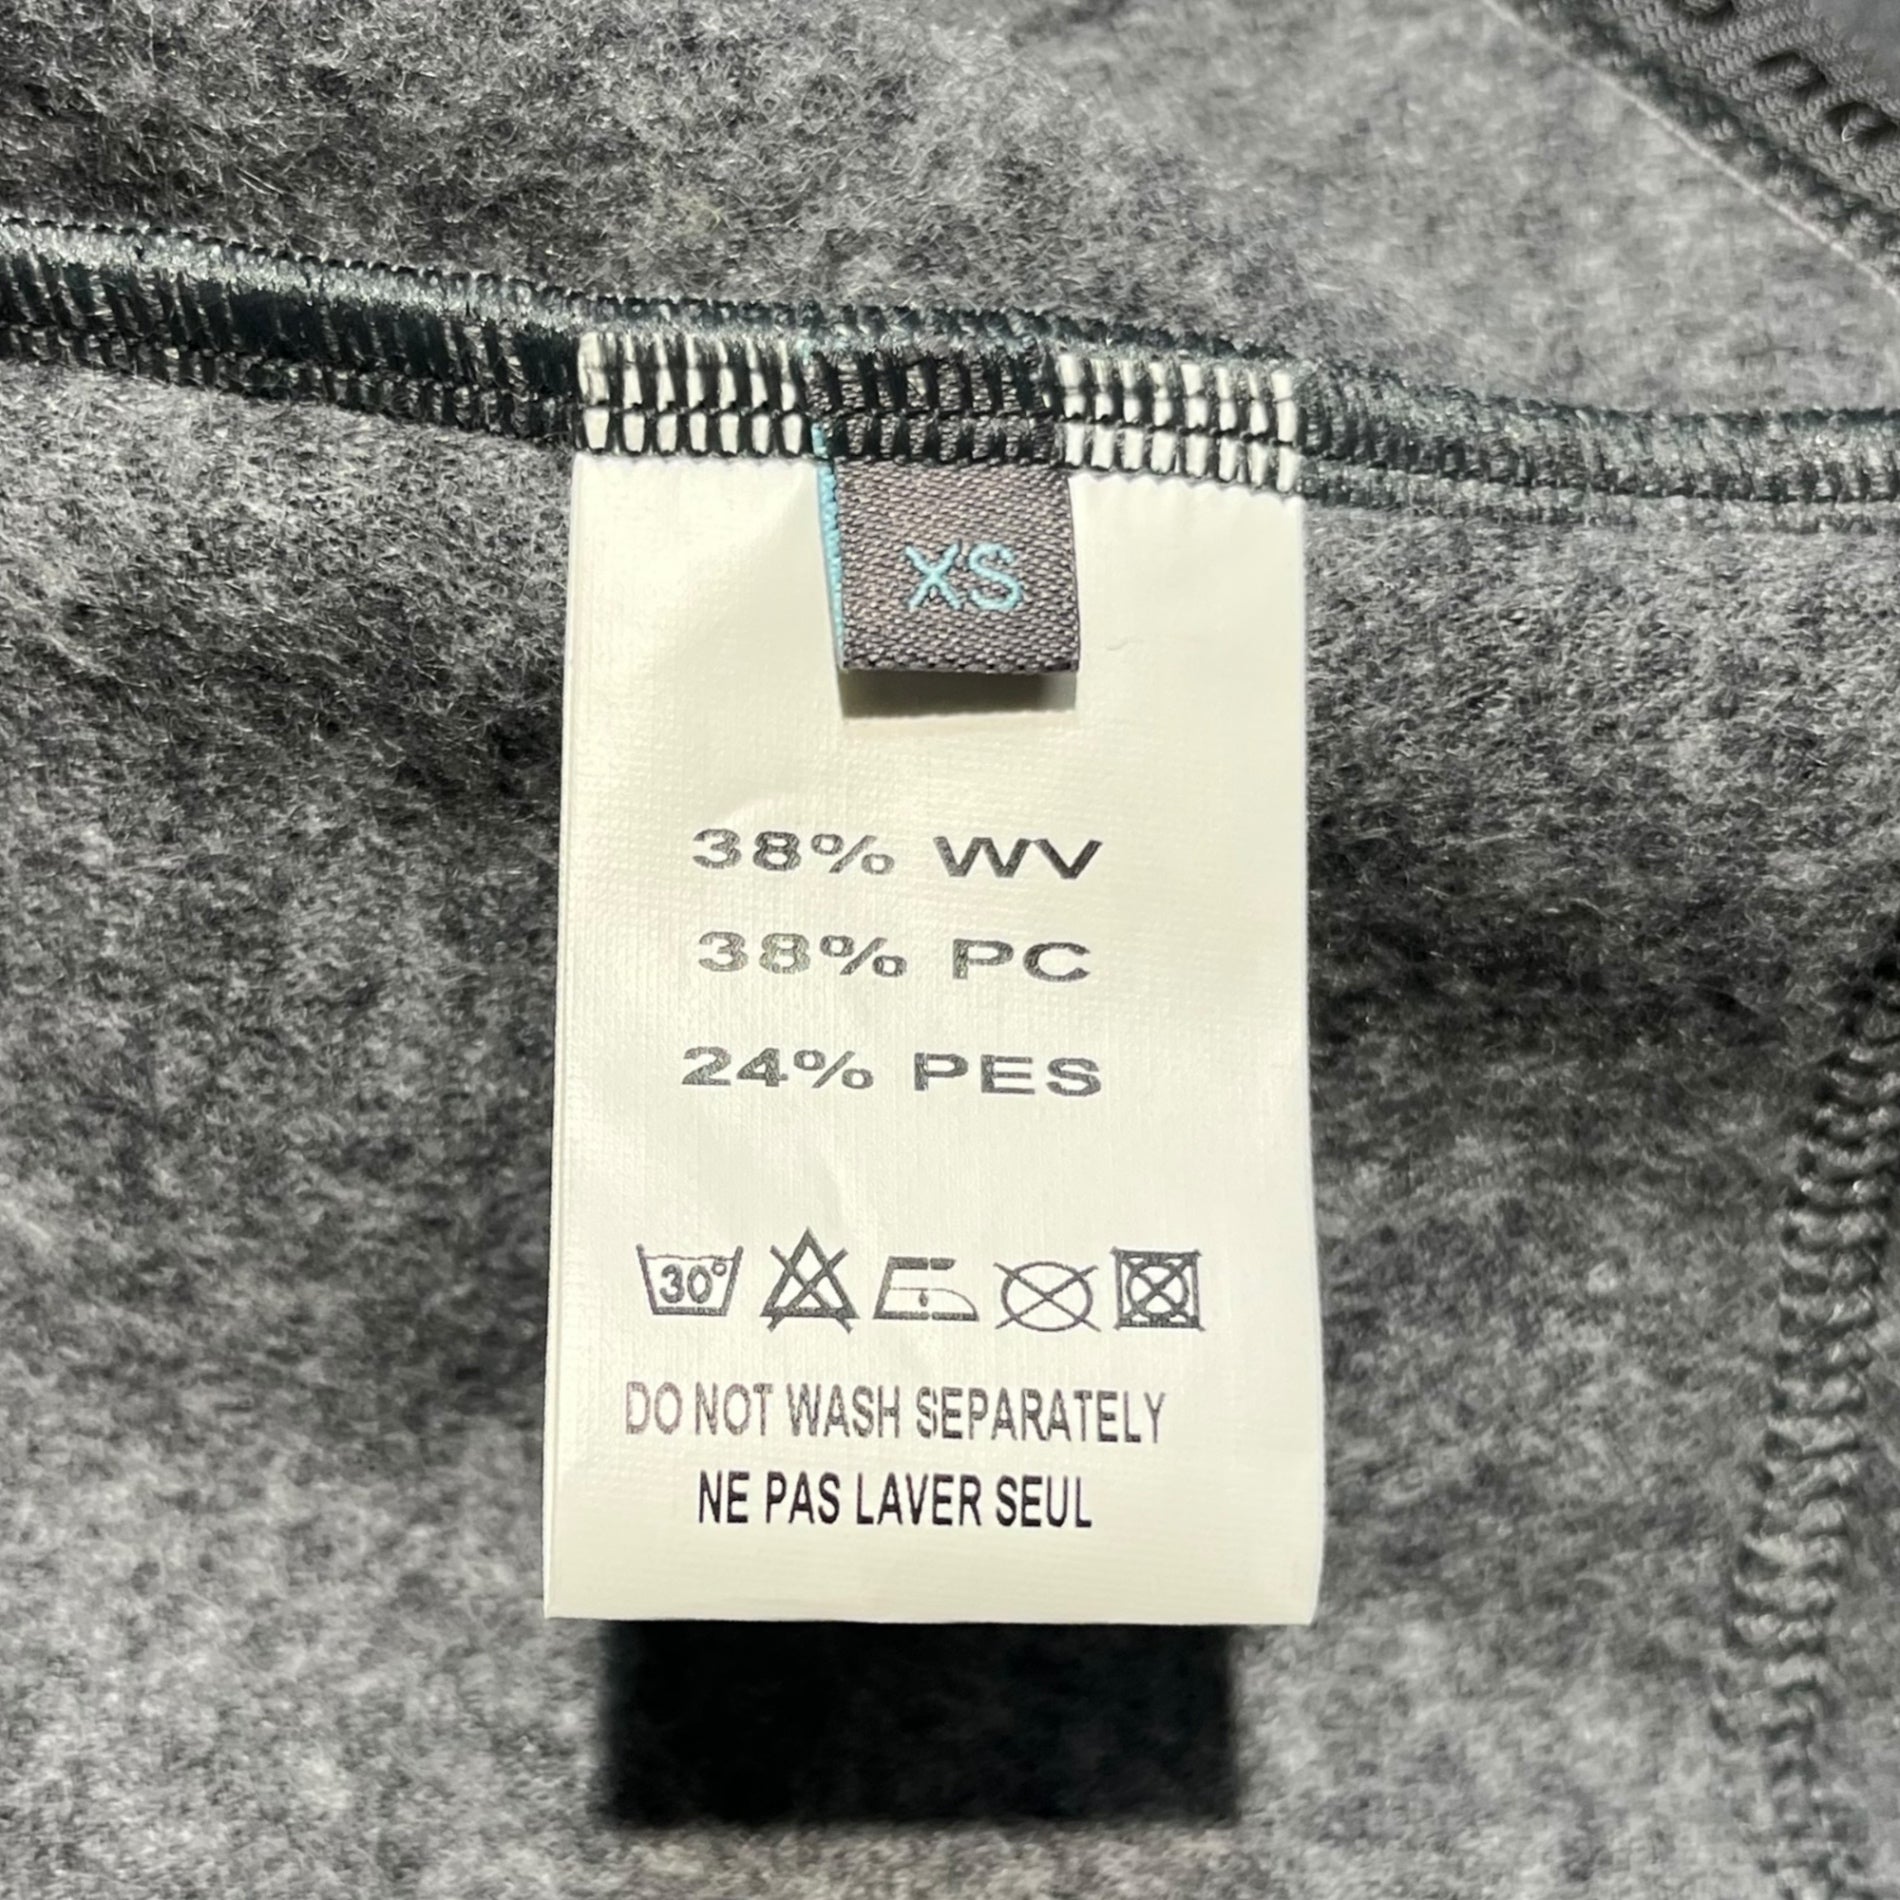 XS
38% WV
38% PC
24% PES
30°
DO NOT WASH SEPARATELY
NE PAS LAVER SEUL